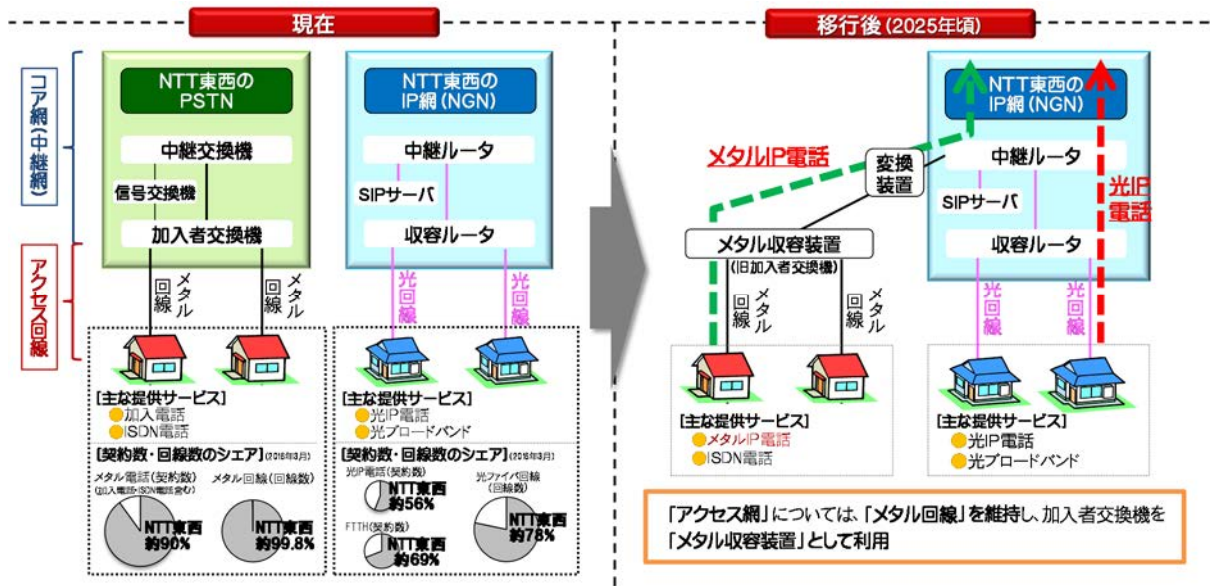 現在
コア網(中継網)
アクセス回線
NTT東西の
PSTN
中継交換機
信号交換機
加入者交換機
メタル
回線
メタル
回線
NTT東西の
IP網(NGN)
中継ルータ
SIPサーバ
収容ルータ
光回線
光回線
[主な提供サービス]
加入電話
ISDN電話
[契約数・回線数のシェア](2016年3月)
メタル電話(契約数)
(加入電話・ISDN電話含む)
NTT東西
約90%
メタル回線(回線数)
NTT東西
約99.8%
[主な提供サービス]
光IP電話
光ブロードバンド
[契約数・回線数のシェア](2016年3月)
光IP電話(契約数)
NTT東西
約56%
FTTH(契約数)
NTT東西
約69%
光ファイバ回線
(回線数)
NTT東西
約78%
移行後(2025年頃)
NTT東西の
IP網(NGN)
メタルIP電話
変換
装置
中継ルータ
SIPサーバ
光IP
電話
収容ルータ
メタル収容装置
(旧加入者交換機)
メタル
回線
メタル
回線
光回線
光回線
[主な提供サービス]
メタルIP電話
ISDN電話
[主な提供サービス]
光IP電話
光ブロードバンド
「アクセス網」については、「メタル回線」を維持し、加入者交換機を
「メタル収容装置」として利用